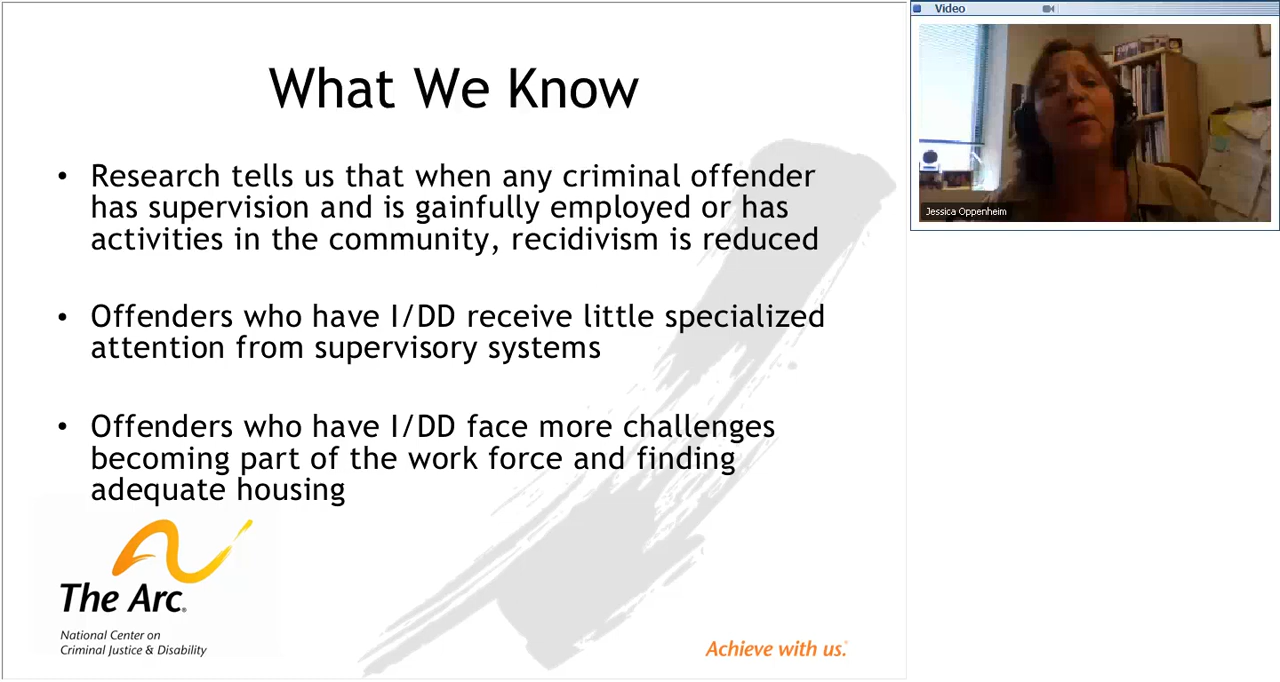 What We Know
• Research tells us that when any criminal offender
has supervision and is gainfully employed or has
activities in the community, recidivism is reduced
• Offenders who have I/DD receive little specialized
attention from supervisory systems
• Offenders who have I/DD face more challenges
becoming part of the work force and finding
adequate housing
The Arc®
National Center on
Criminal Justice & Disability
Achieve with us.®
Video
Jessica Oppenheim